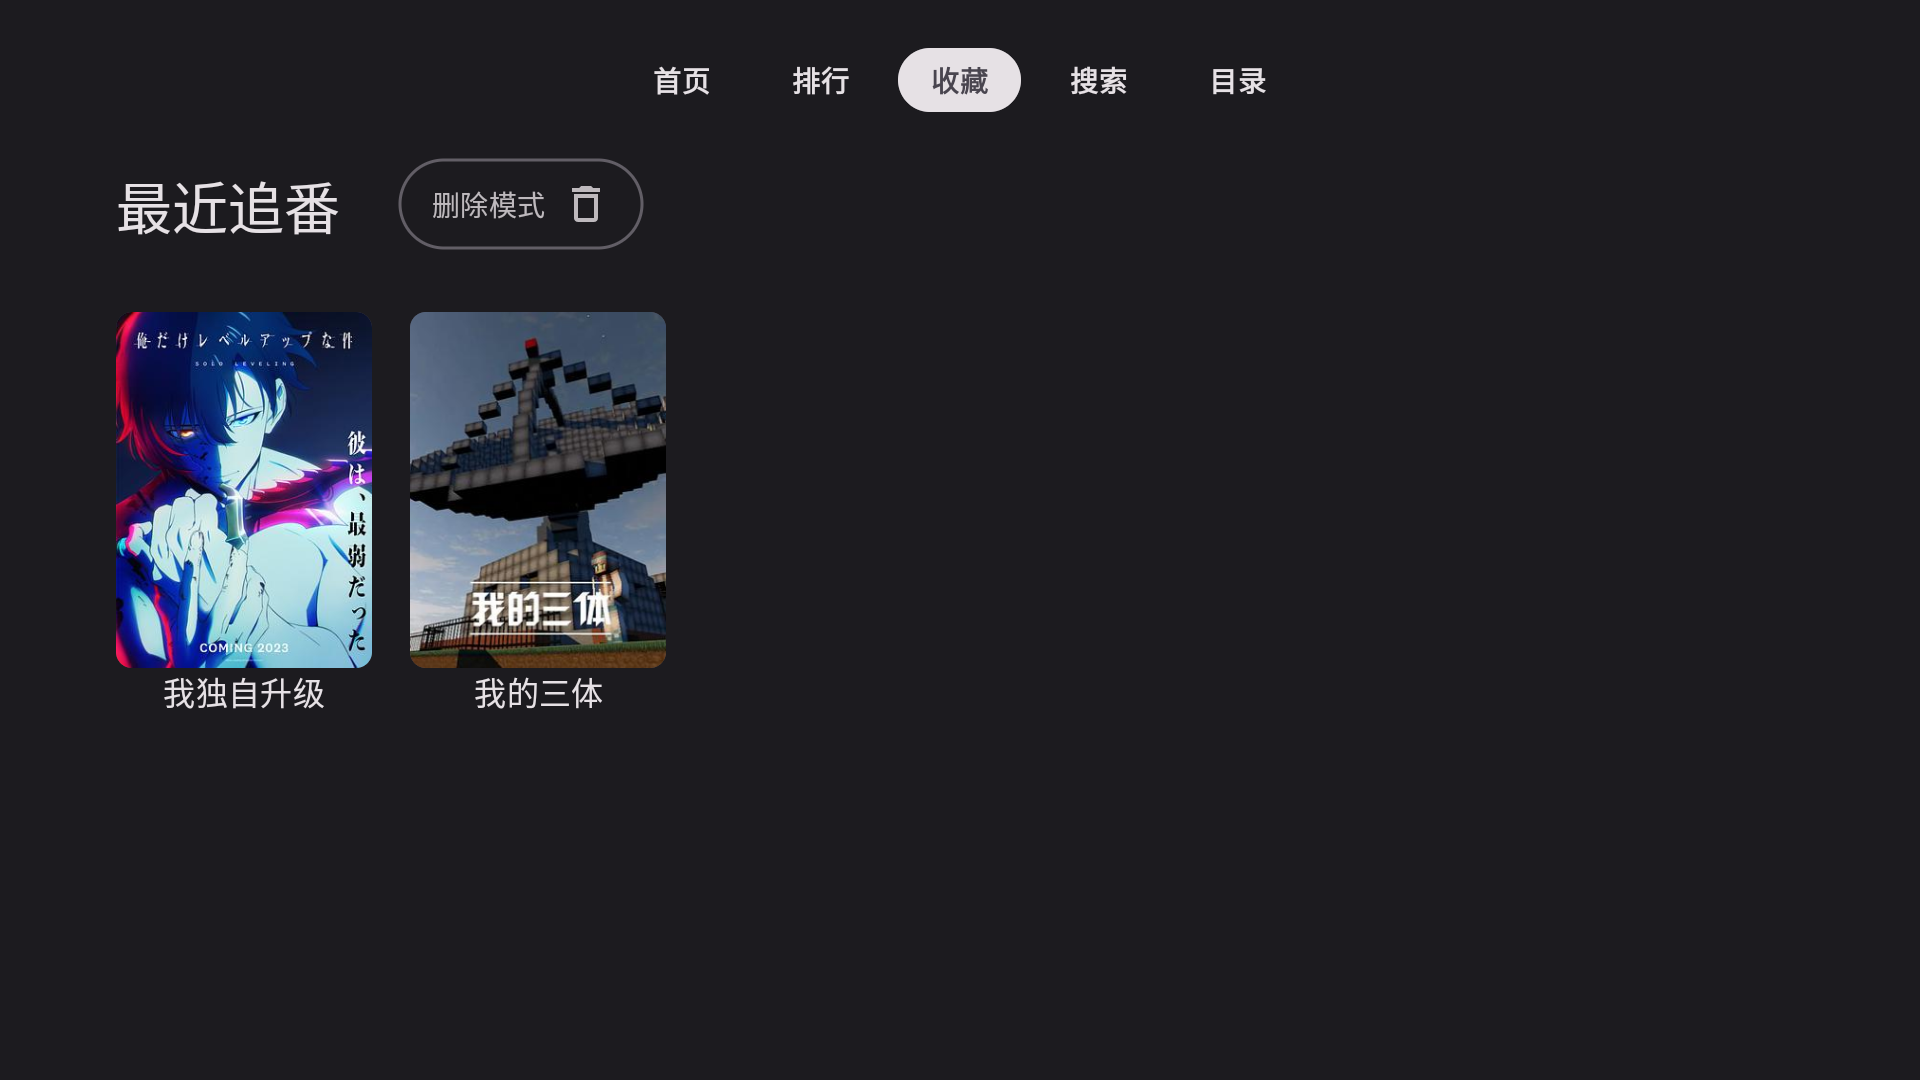 首页
排行
收藏
搜索
目录
最近追番
删除模式
俺だけレベルアップな件
SOLO LEVELING
彼は、最弱だった
COMING 2023
我的三体
我独自升级
我的三体